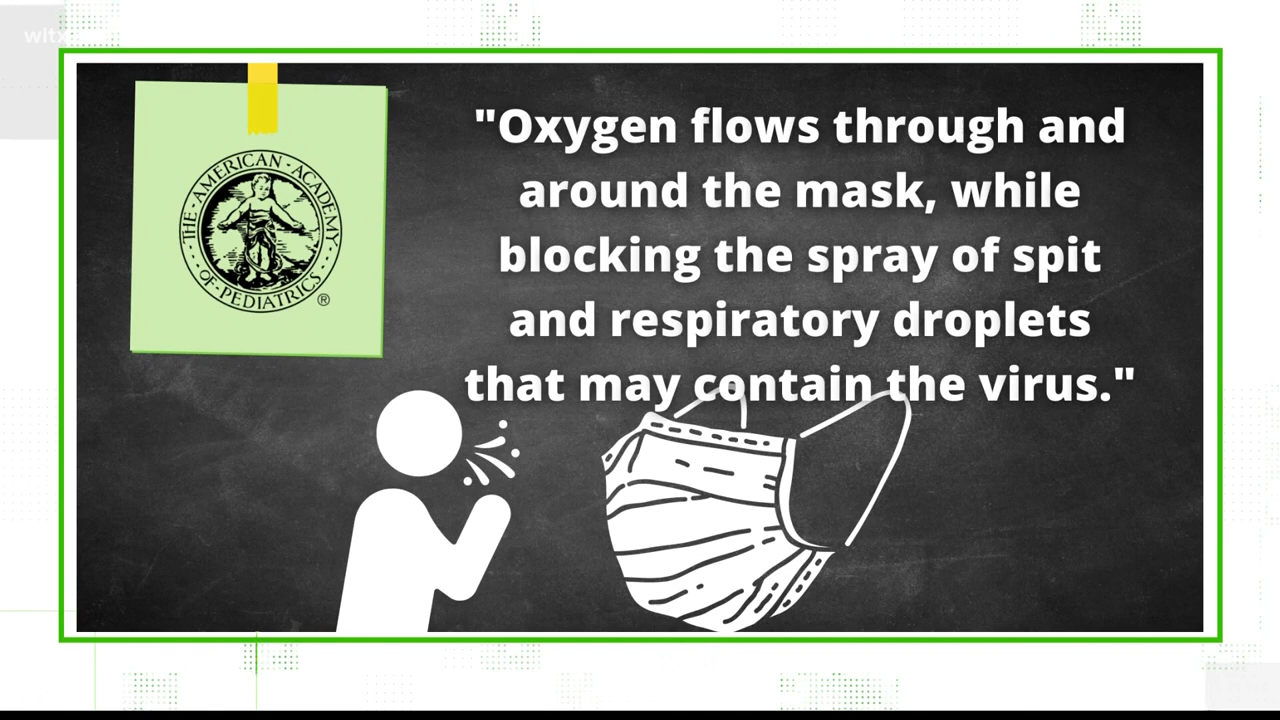 wltx
THE · AMERICAN · ACADEMY
· OF · PEDIATRICS ·
®
"Oxygen flows through and
around the mask, while
blocking the spray of spit
and respiratory droplets
that may contain the virus."